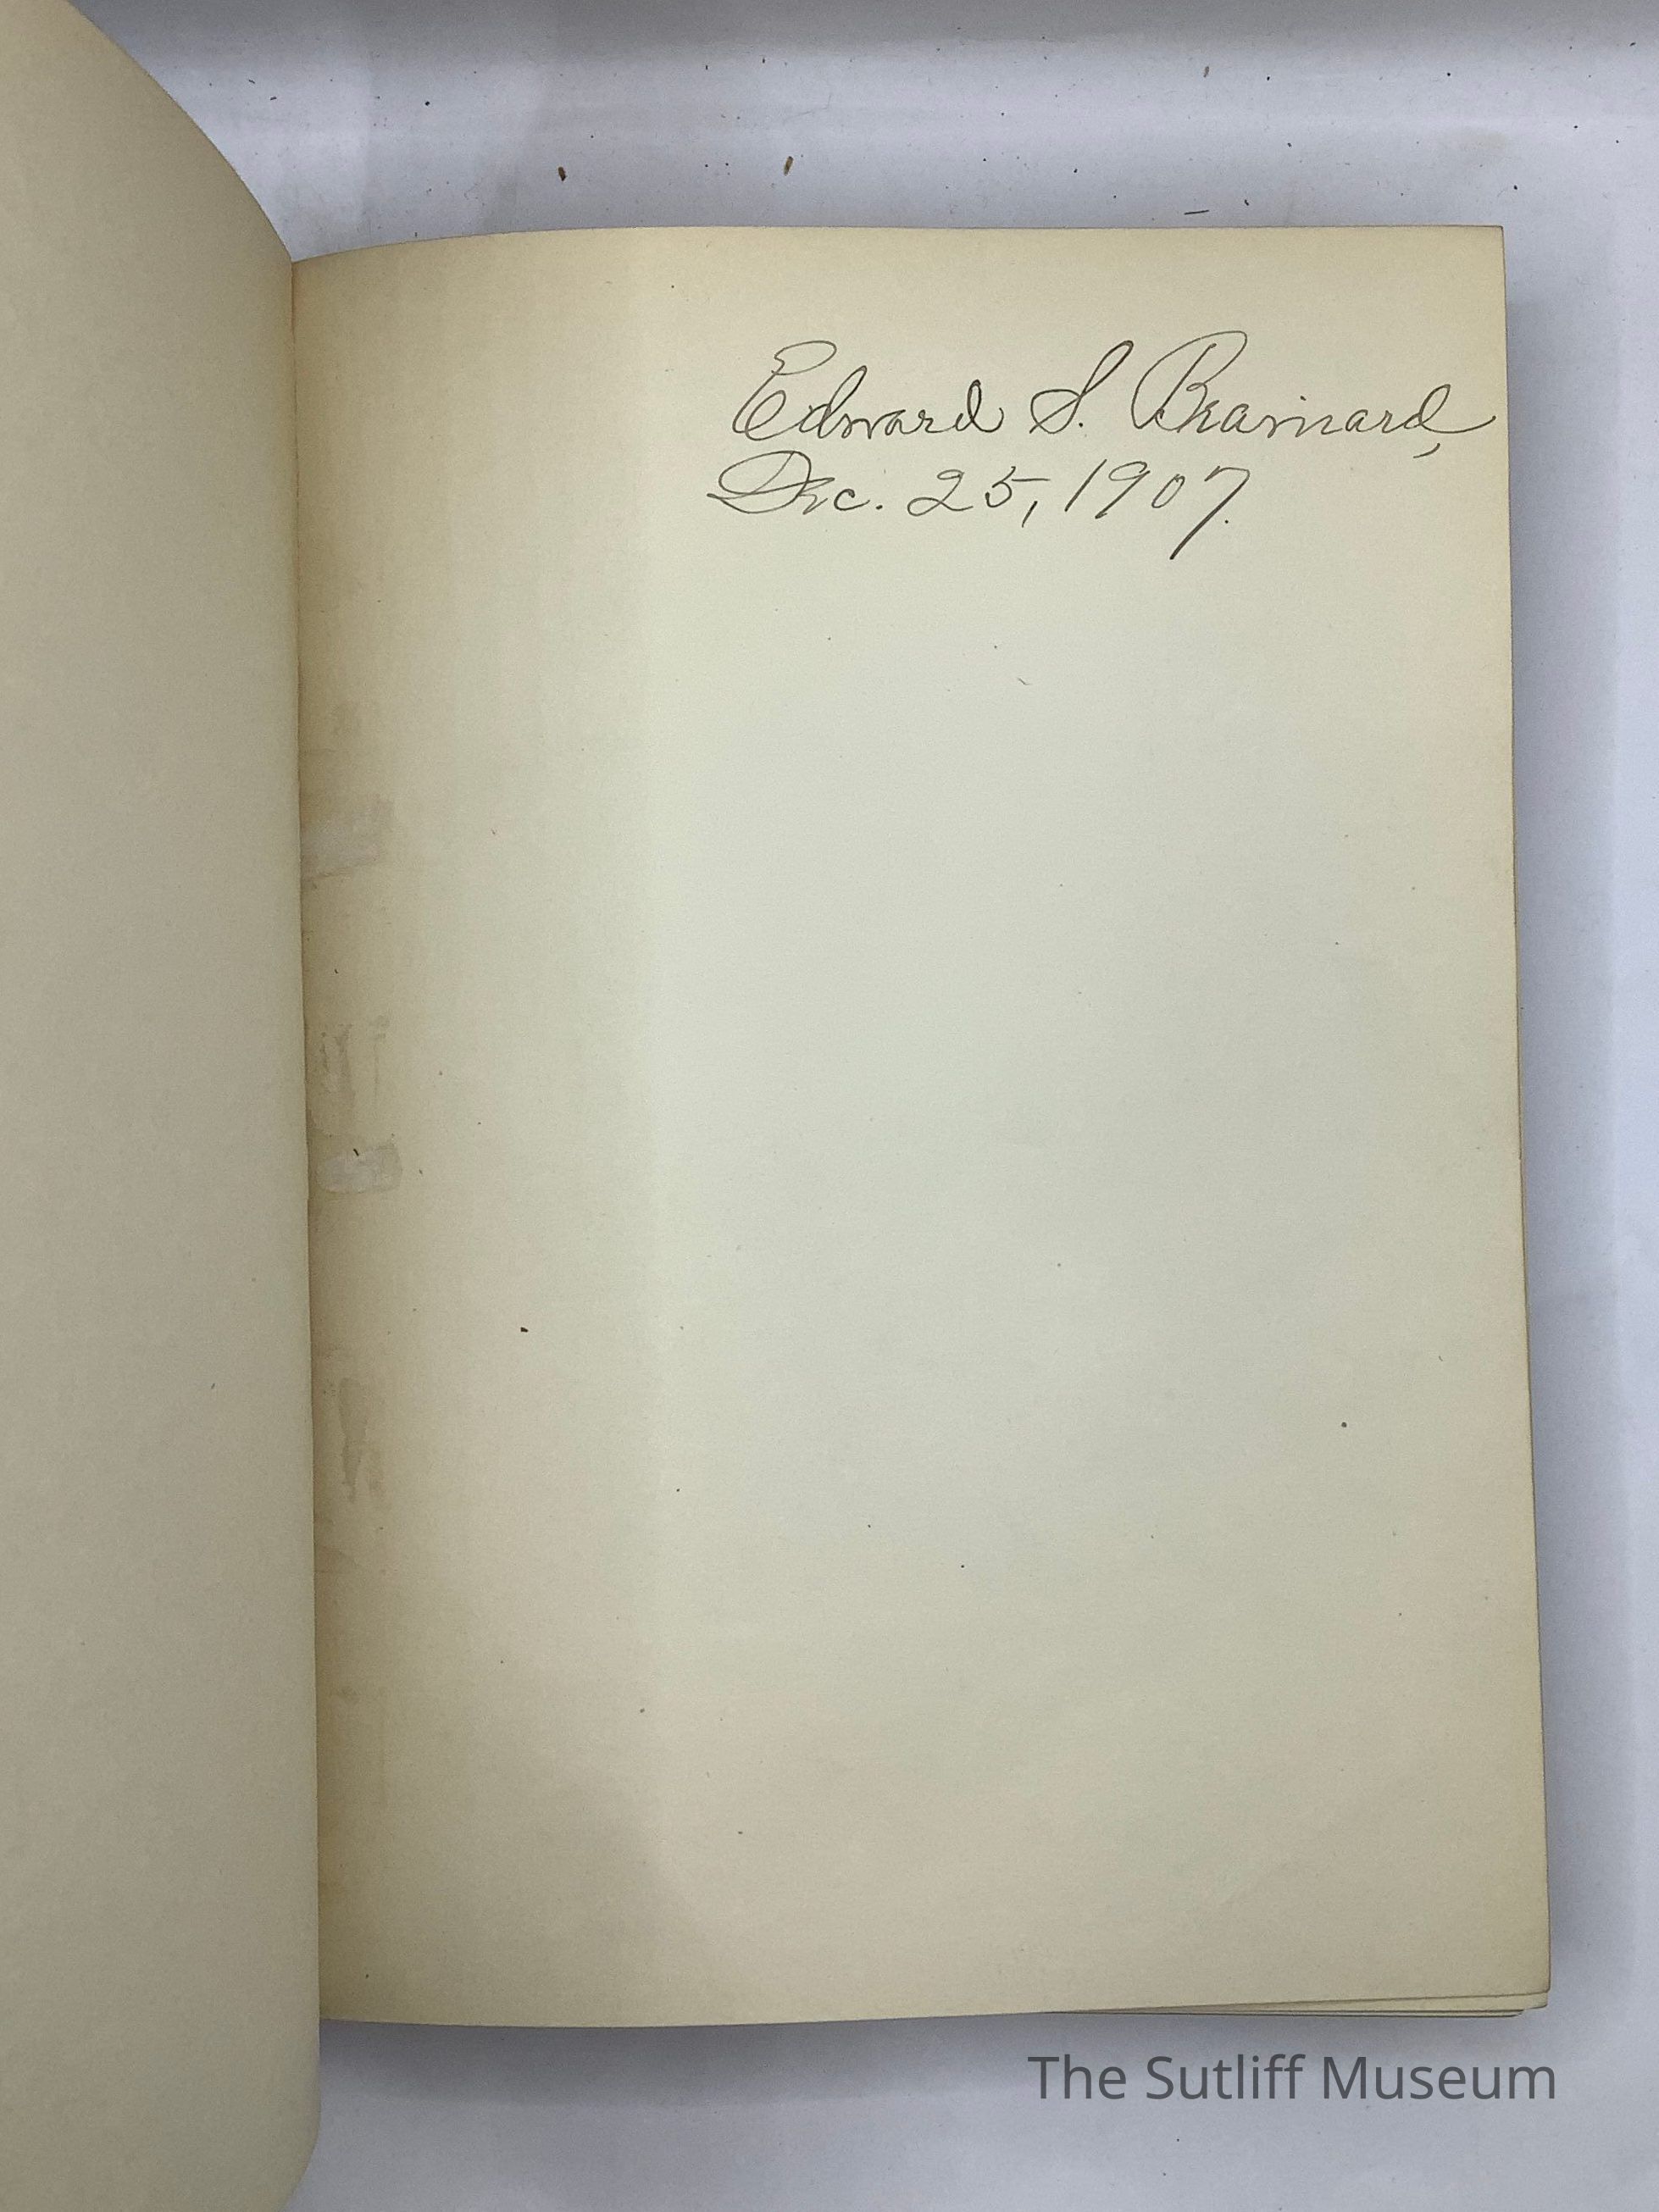 Edward S. Brainard,
Dec. 25, 1907.
The Sutliff Museum